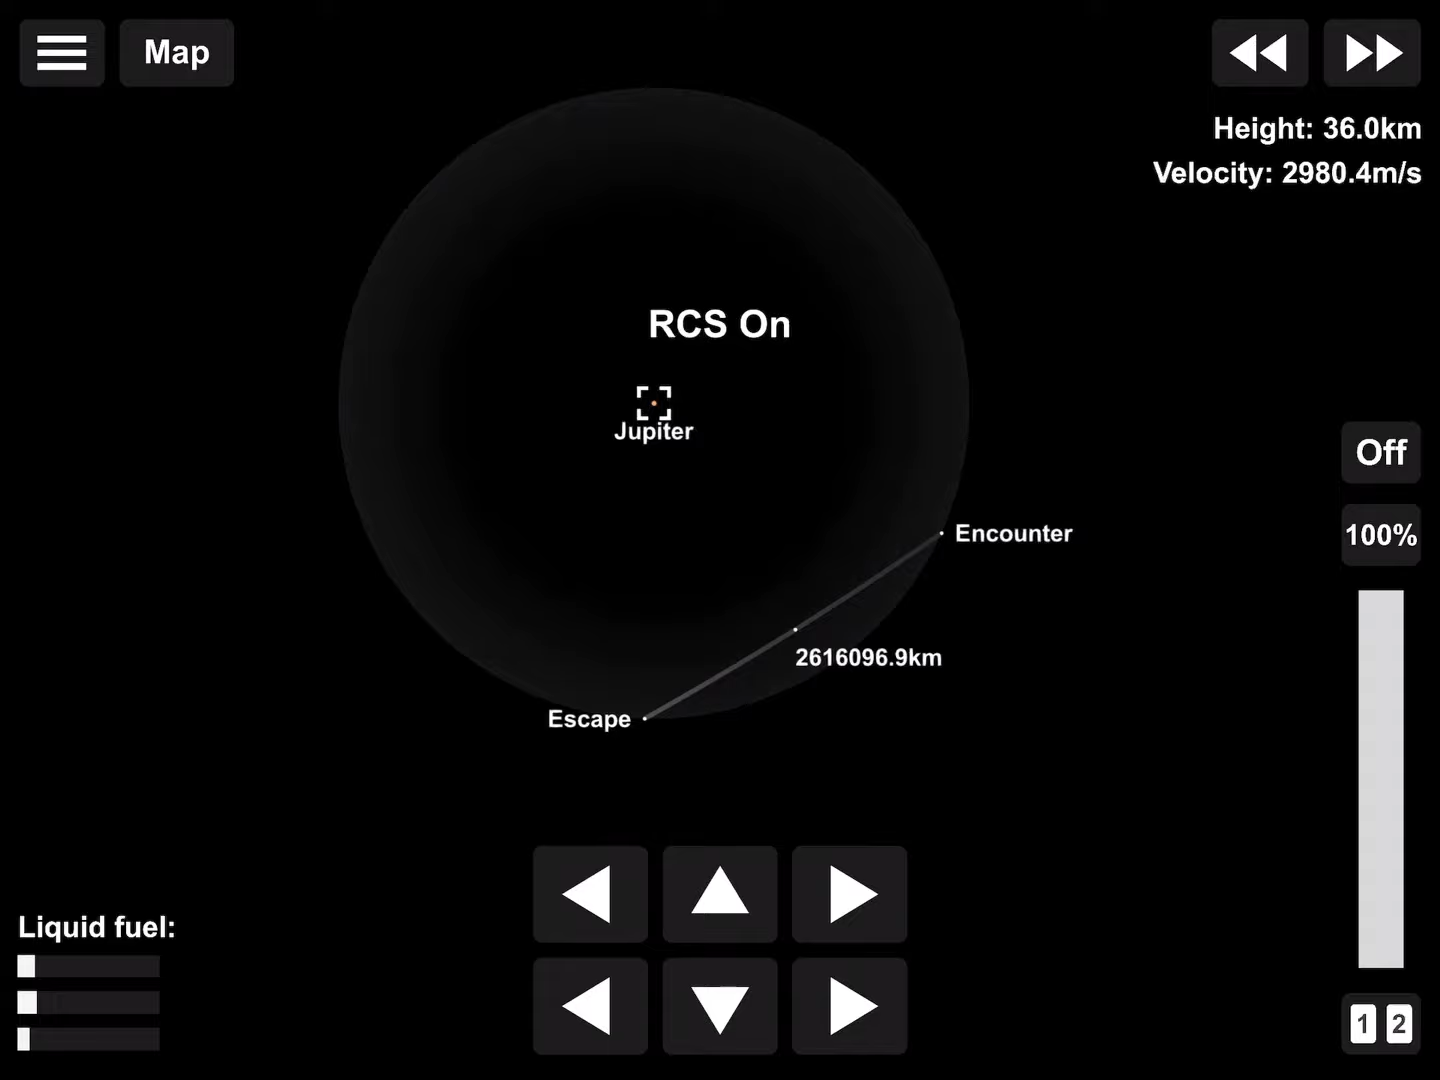 Map
Height: 36.0km
Velocity: 2980.4m/s
RCS On
Jupiter
Off
Encounter
100%
2616096.9km
Escape
Liquid fuel:
1 2